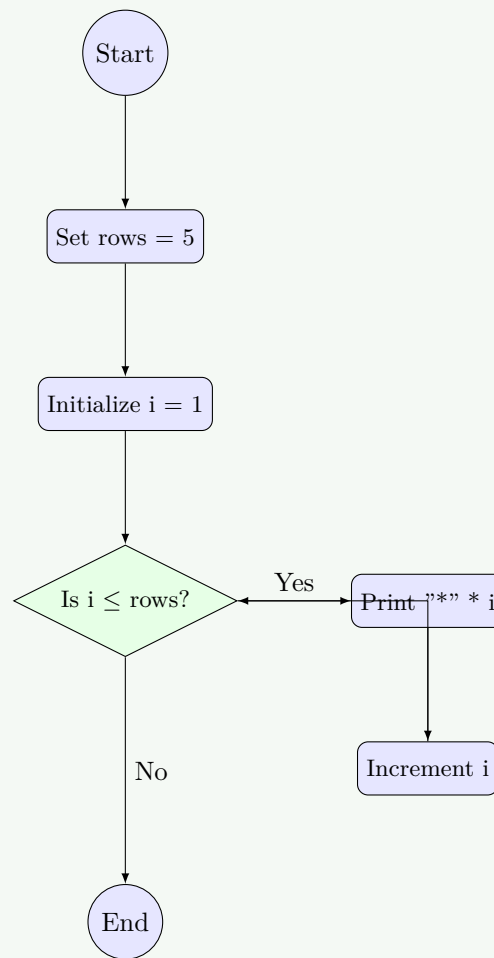 Start
Set rows = 5
Initialize i = 1
Is i ≤ rows?
Yes
Print ”*” * i
Increment i
No
End